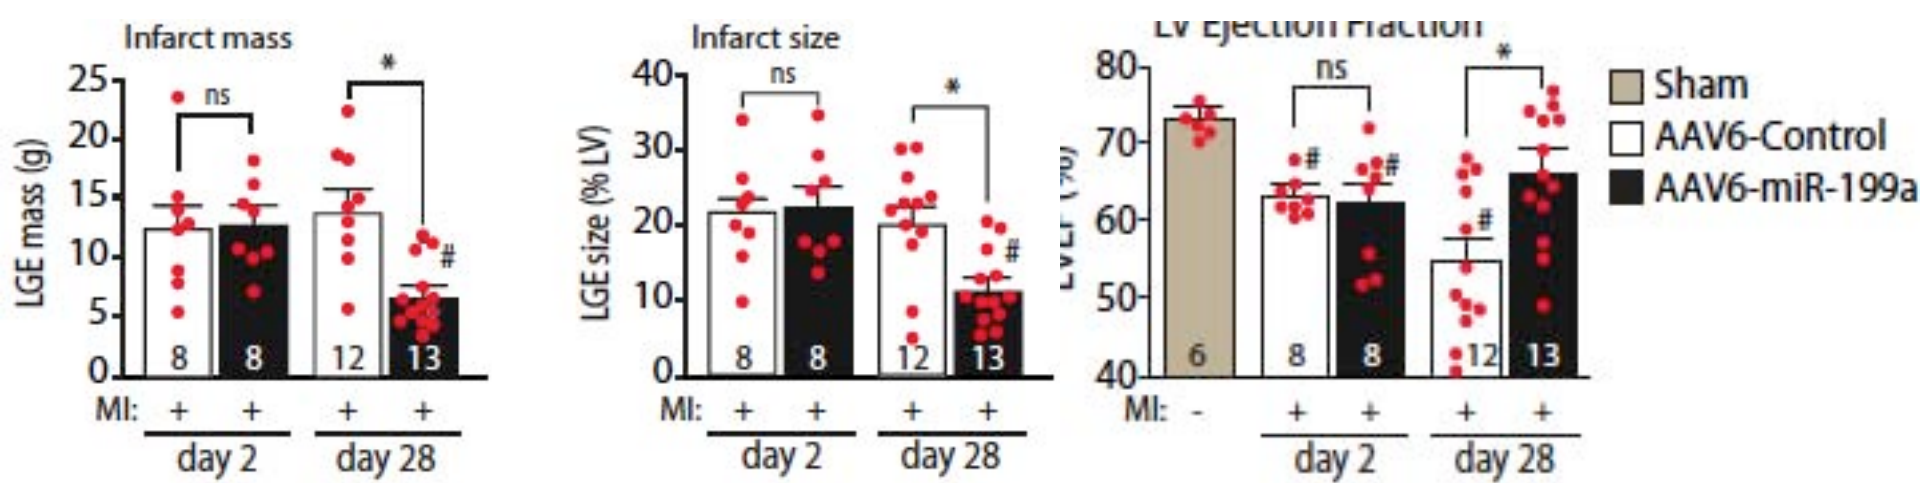 Infarct mass
LGE mass (g)
25
20
15
10
5
0
ns
*
#
8 8 12 13
MI: + + + +
day 2 day 28
Infarct size
LGE size (% LV)
40
30
20
10
0
ns
*
#
8 8 12 13
MI: + + + +
day 2 day 28
LV Ejection Fraction
LVEF (%)
80
70
60
50
40
ns
*
# # #
6 8 8 12 13
MI: - + + + +
day 2 day 28
Sham
AAV6-Control
AAV6-miR-199a